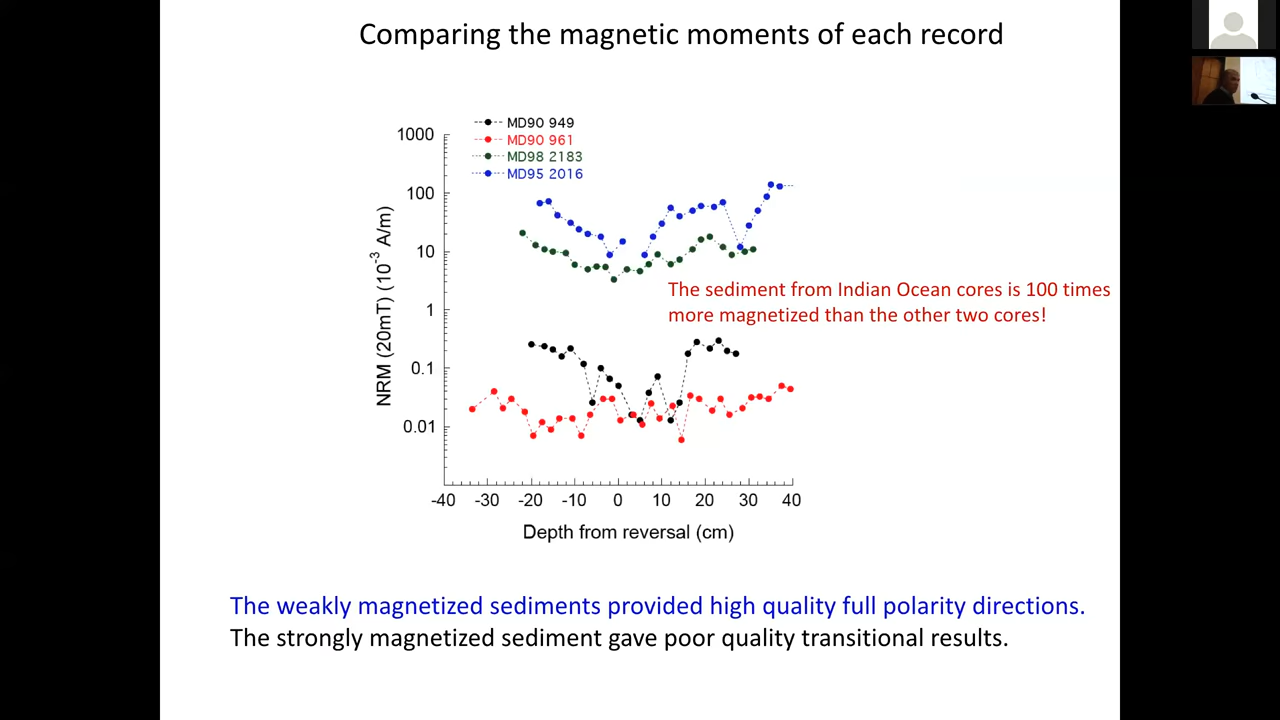 Comparing the magnetic moments of each record
MD90 949
MD90 961
MD98 2183
MD95 2016
1000
100
10
1
0.1
0.01
NRM (20mT) (10⁻³ A/m)
-40 -30 -20 -10 0 10 20 30 40
Depth from reversal (cm)
The sediment from Indian Ocean cores is 100 times
more magnetized than the other two cores!
The weakly magnetized sediments provided high quality full polarity directions.
The strongly magnetized sediment gave poor quality transitional results.